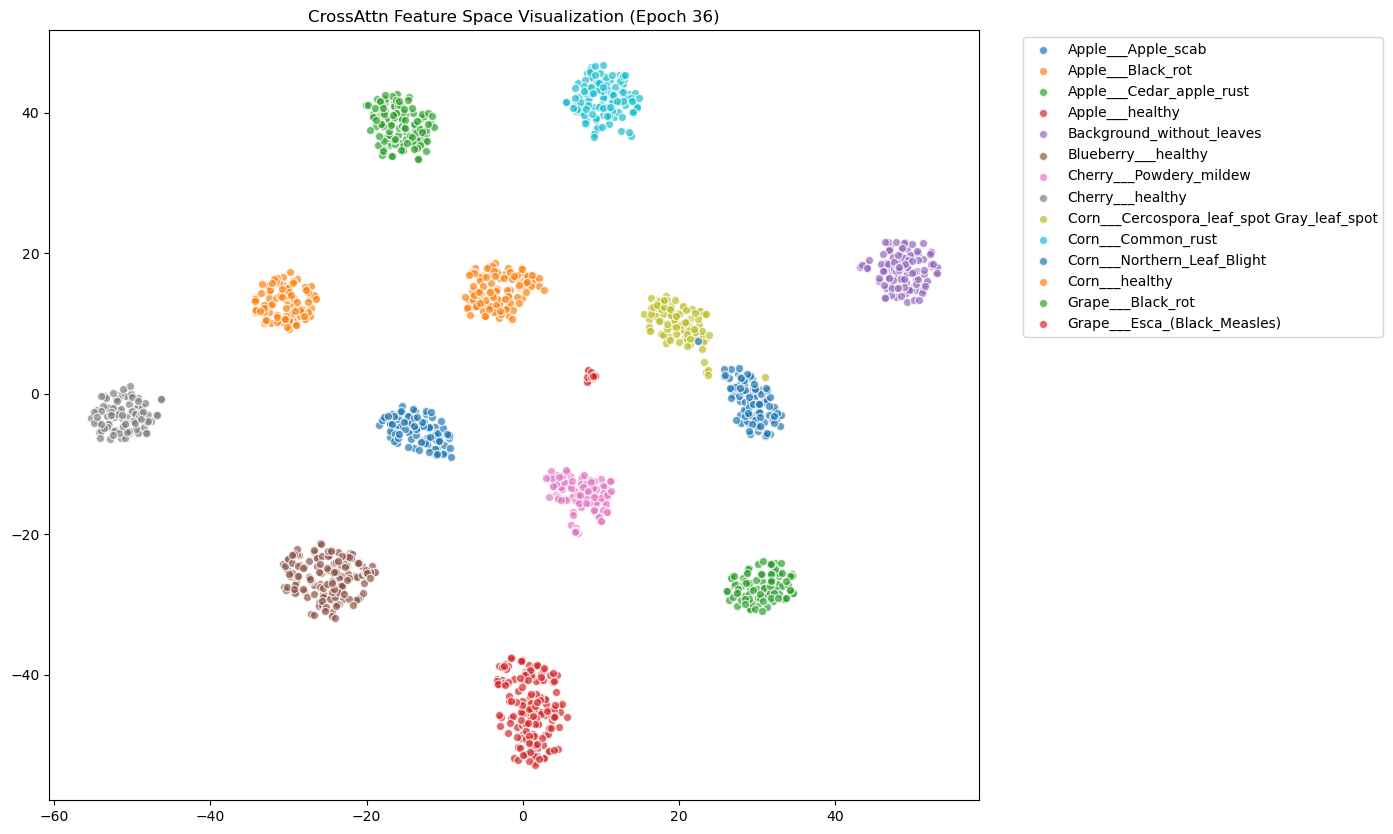 CrossAttn Feature Space Visualization (Epoch 36)
40
20
0
−20
−40
−60
−40
−20
0
20
40
Apple___Apple_scab
Apple___Black_rot
Apple___Cedar_apple_rust
Apple___healthy
Background_without_leaves
Blueberry___healthy
Cherry___Powdery_mildew
Cherry___healthy
Corn___Cercospora_leaf_spot Gray_leaf_spot
Corn___Common_rust
Corn___Northern_Leaf_Blight
Corn___healthy
Grape___Black_rot
Grape___Esca_(Black_Measles)